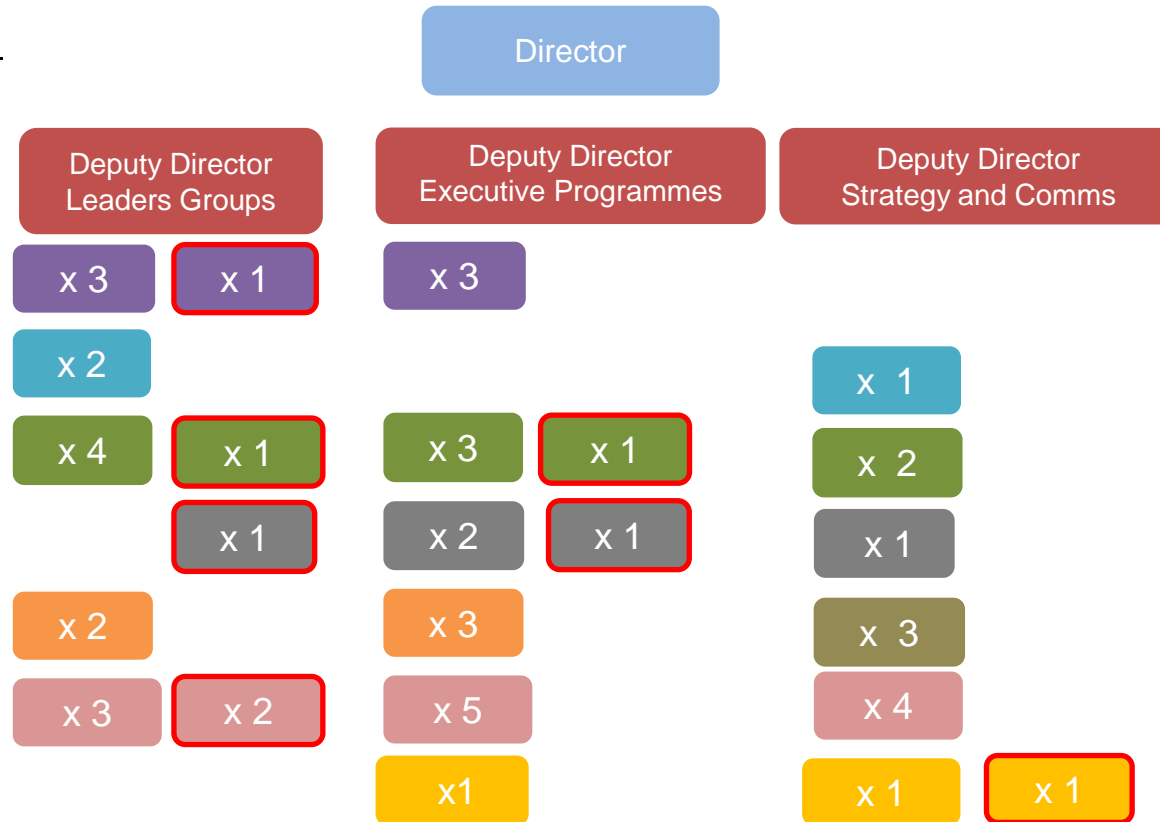 Director
Deputy Director
Leaders Groups
Deputy Director
Executive Programmes
Deputy Director
Strategy and Comms
x 3
x 1
x 3
x 2
x 1
x 4
x 1
x 3
x 1
x 2
x 1
x 2
x 1
x 1
x 2
x 3
x 3
x 3
x 2
x 5
x 4
x1
x 1
x 1